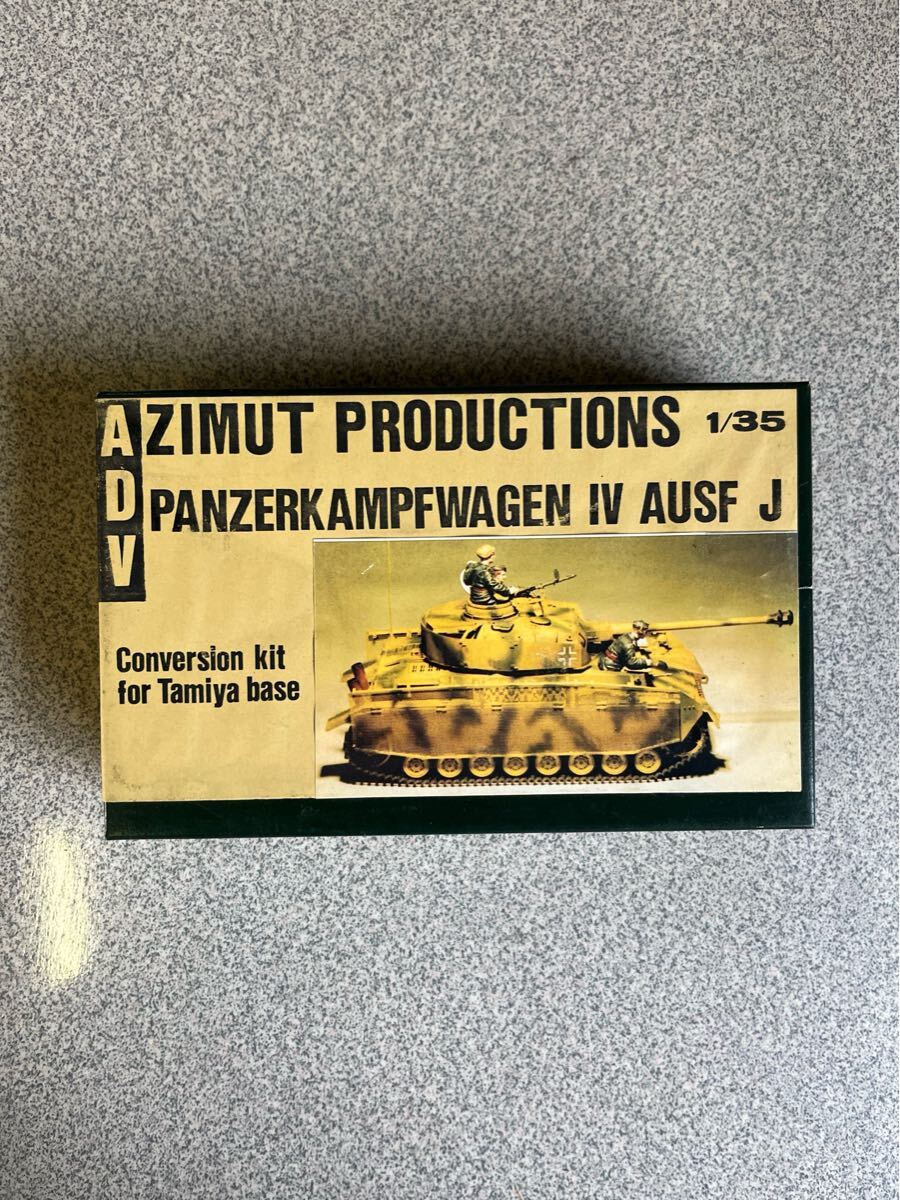 AZIMUT PRODUCTIONS 1/35
ADV
PANZERKAMPFWAGEN IV AUSF J
Conversion kit
for Tamiya base